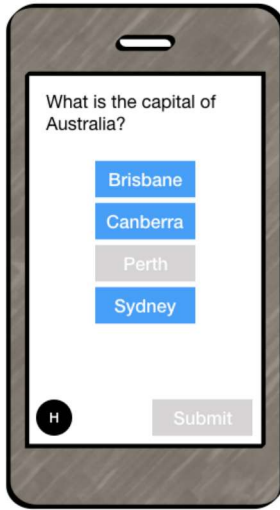 What is the capital of
Australia?
Brisbane
Canberra
Perth
Sydney
H
Submit